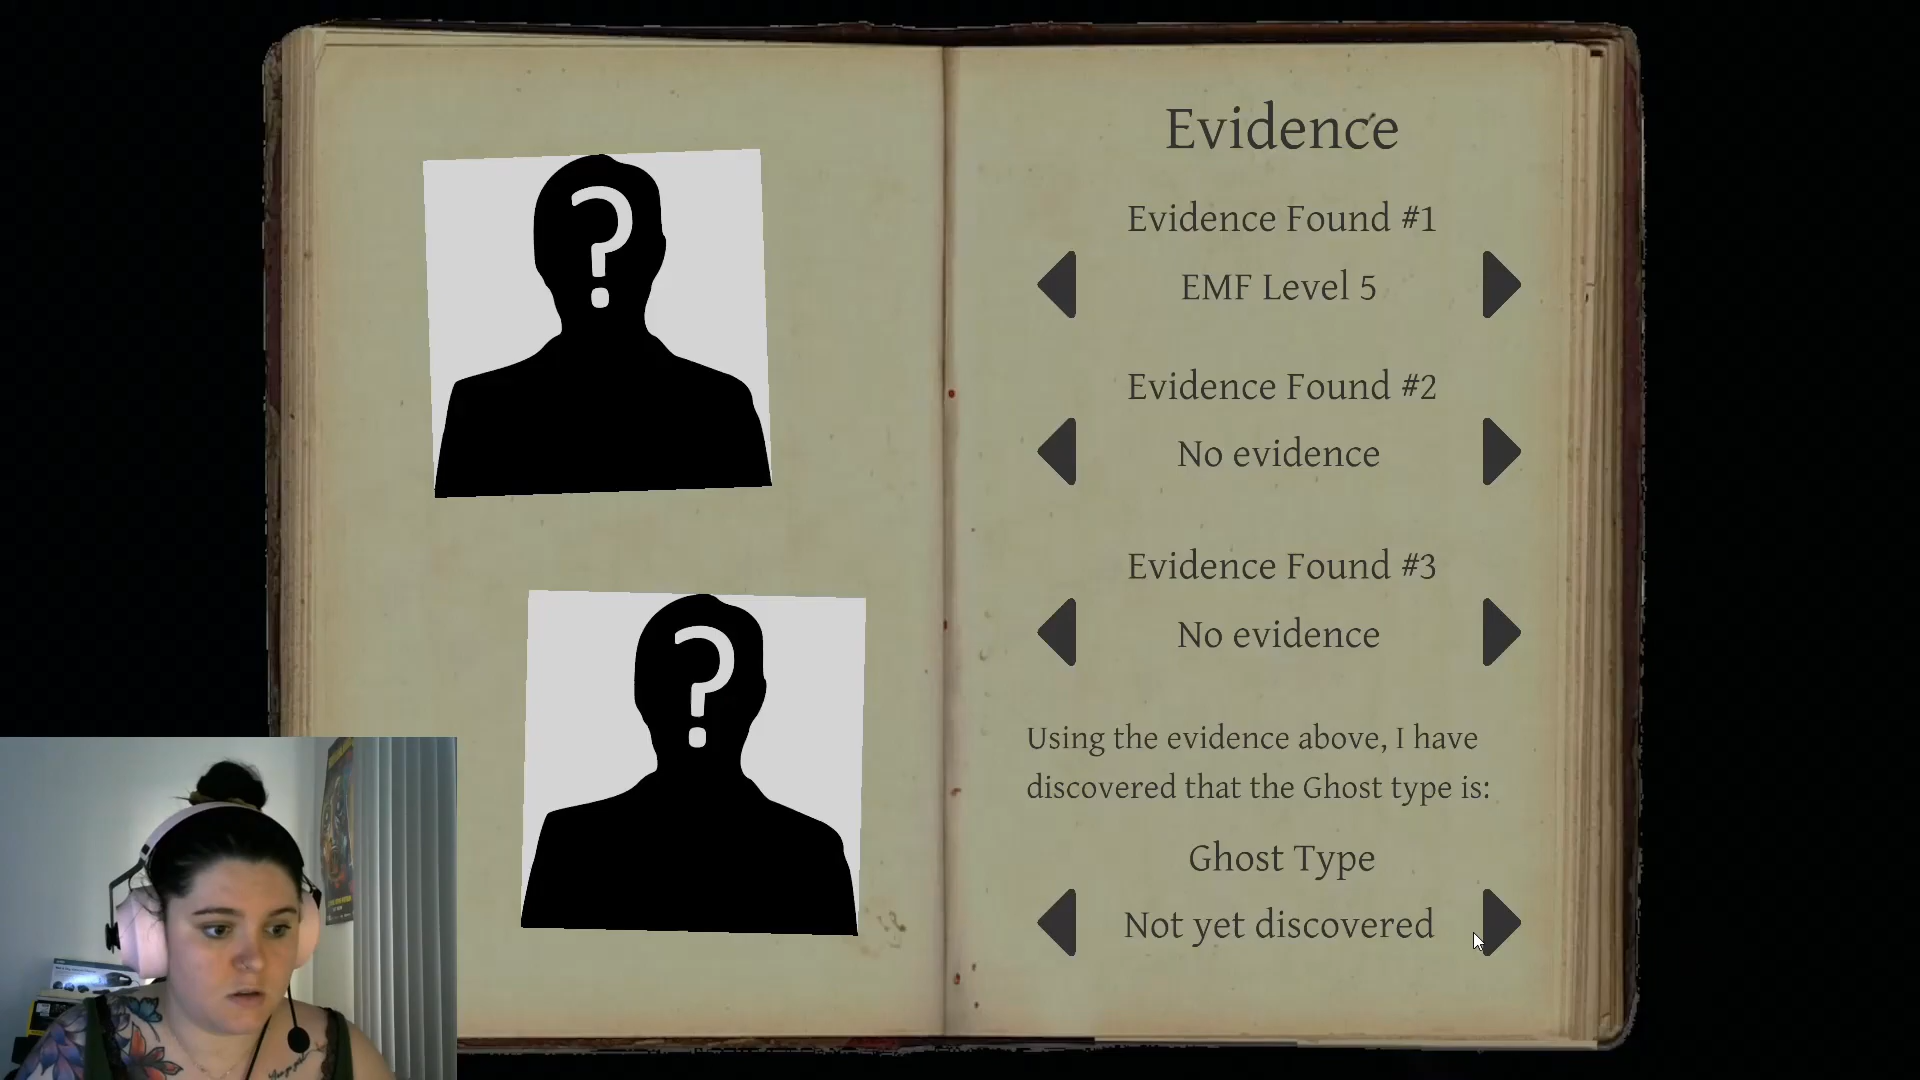 Evidence
Evidence Found #1
EMF Level 5
Evidence Found #2
No evidence
Evidence Found #3
No evidence
Using the evidence above, I have
discovered that the Ghost type is:
Ghost Type
Not yet discovered
?
?